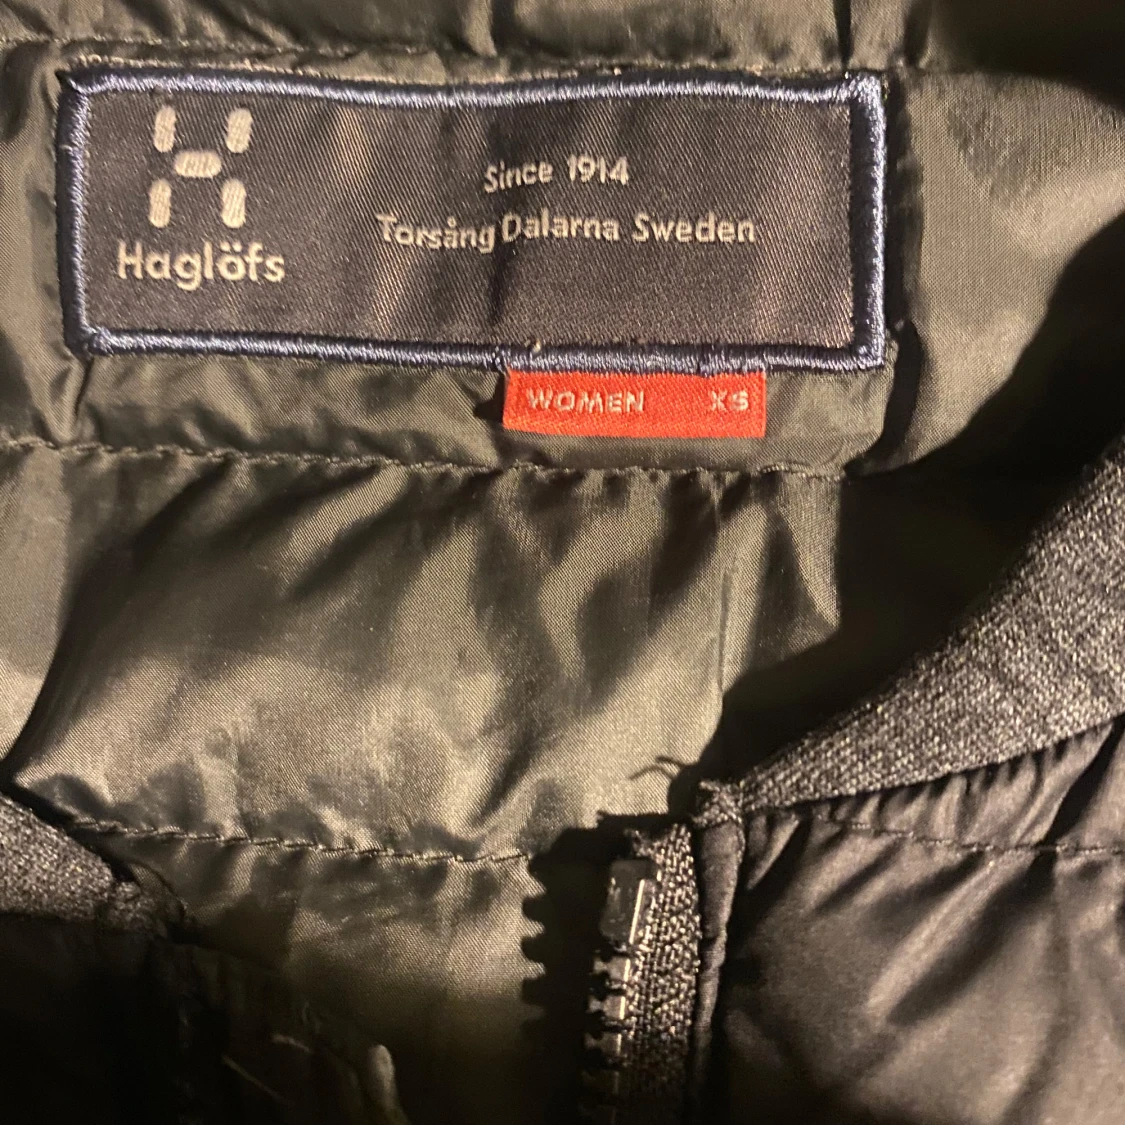 Haglöfs
Since 1914
Torsång Dalarna Sweden
WOMEN XS